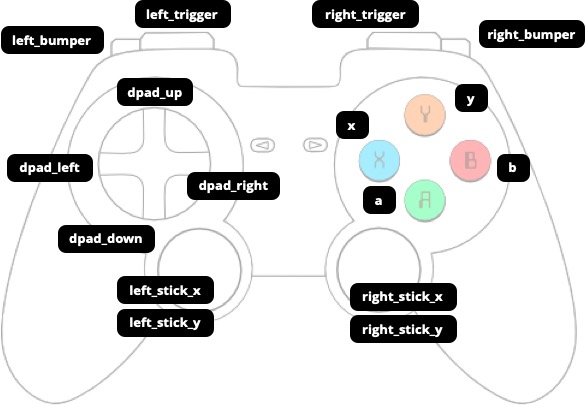 left_trigger
right_trigger
left_bumper
right_bumper
dpad_up
y
Y
x
X
B
b
dpad_left
dpad_right
a
A
dpad_down
left_stick_x
right_stick_x
left_stick_y
right_stick_y